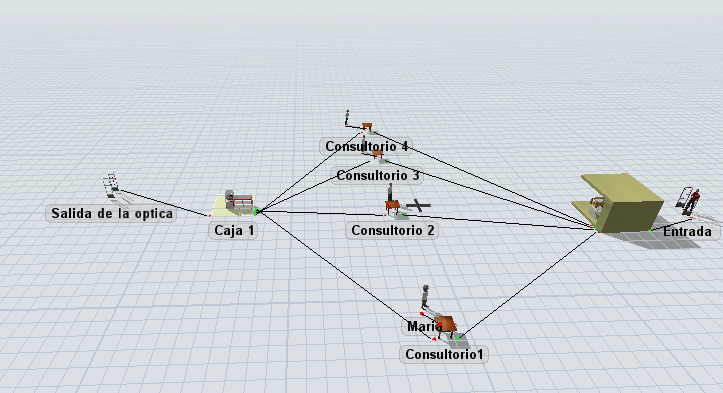 Consultorio 4
Consultorio 3
Salida de la optica
Caja 1
Consultorio 2
Entrada
Maria
Consultorio1